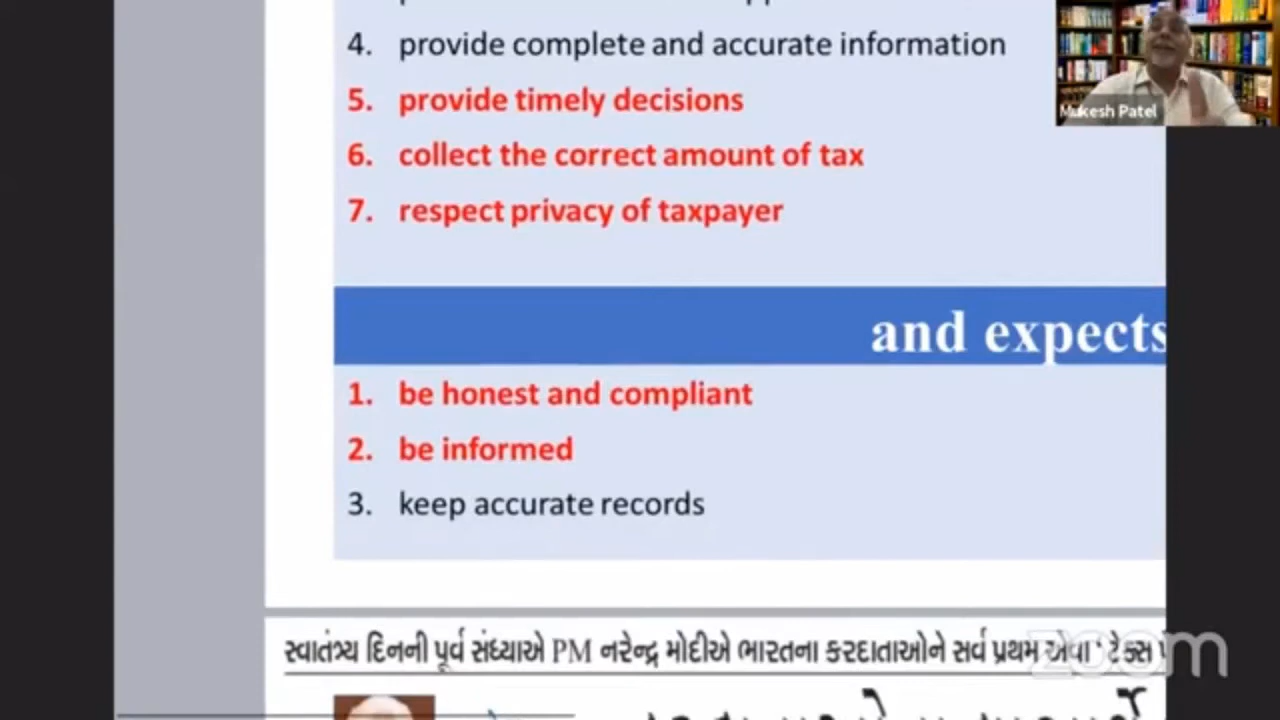 4. provide complete and accurate information
Mukesh Patel
5. provide timely decisions
6. collect the correct amount of tax
7. respect privacy of taxpayer
and expects
1. be honest and compliant
2. be informed
3. keep accurate records
સ્વાતંત્ર્ય દિનની પૂર્વ સંધ્યાએ PM નરેન્દ્ર મોદીએ ભારતના કરદાતાઓને સર્વ પ્રથમ એવા ' ટેક્સ
zoom